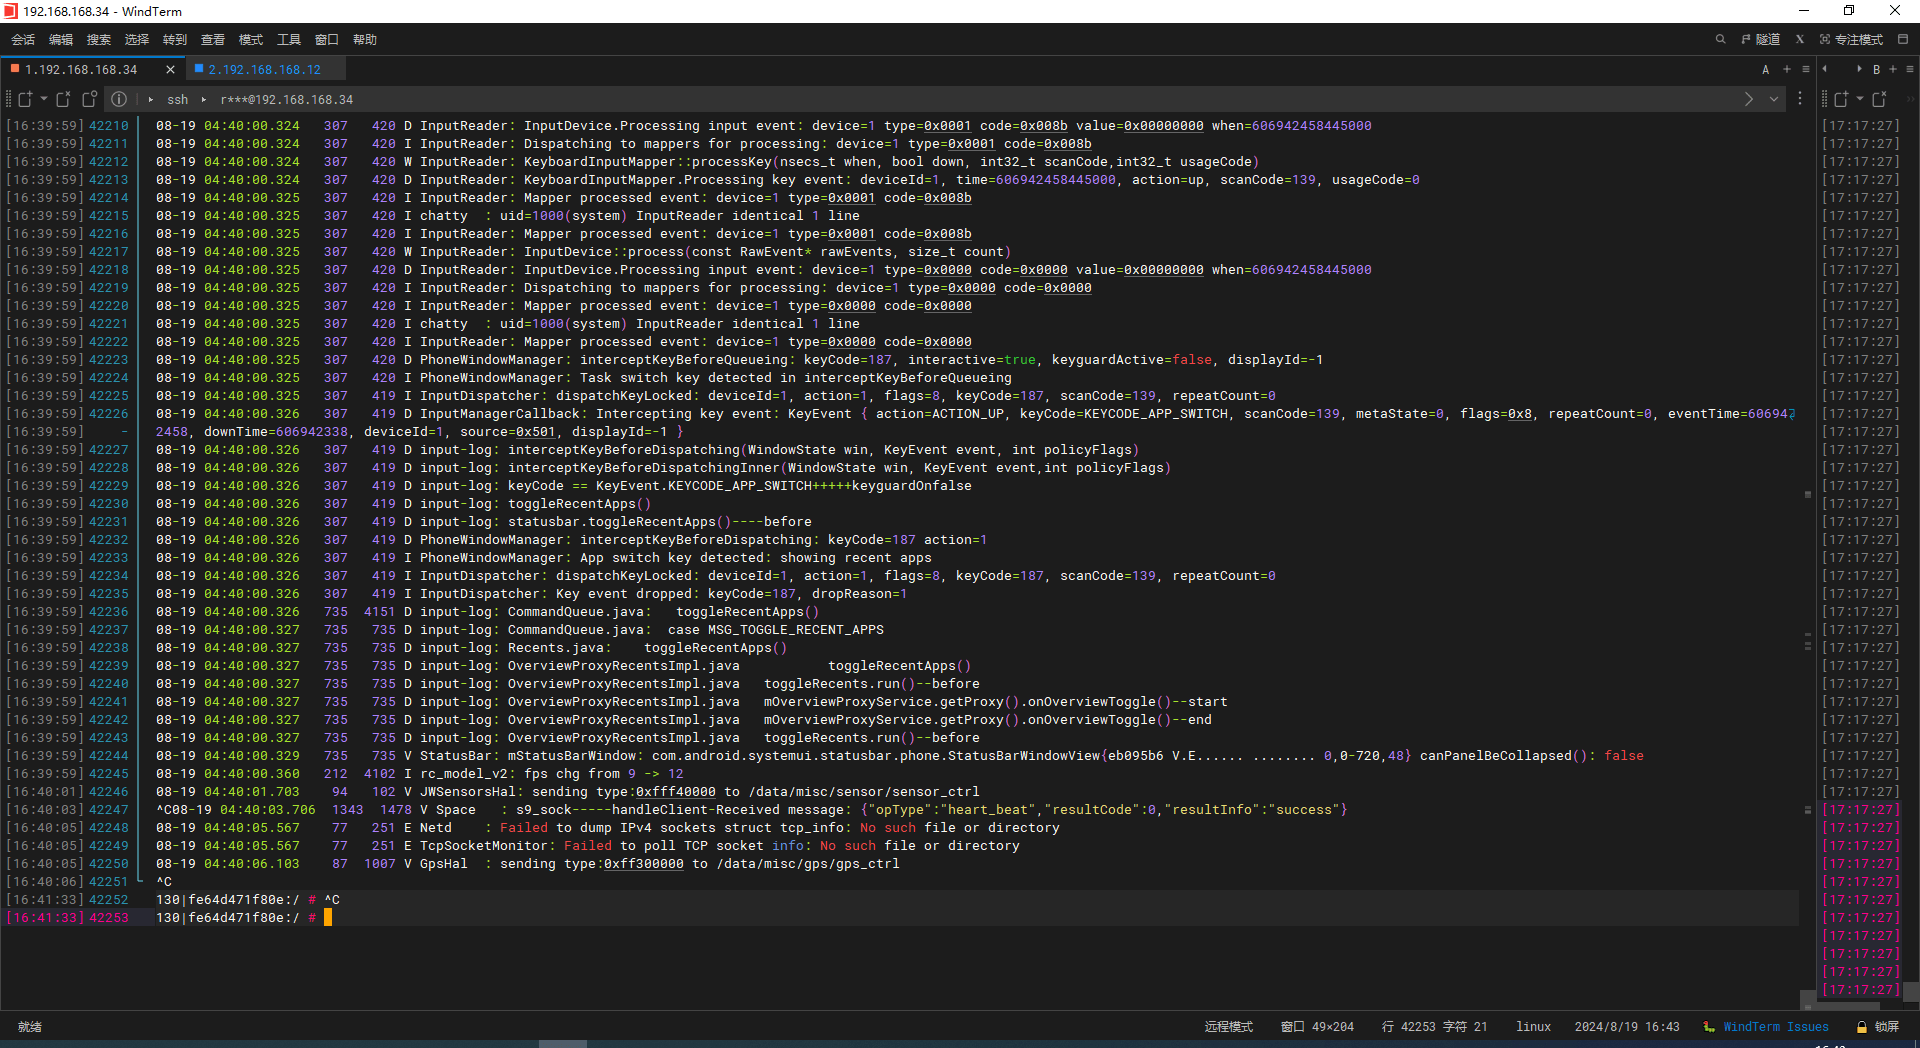 192.168.168.34 - WindTerm
会话 编辑 搜索 选择 转到 查看 模式 工具 窗口 帮助 隧道 X 专注模式
1.192.168.168.34 2.192.168.168.12 A B
ssh r***@192.168.168.34
[16:39:59] 42210 08-19 04:40:00.324 307 420 D InputReader: InputDevice.Processing input event: device=1 type=0x0001 code=0x008b value=0x00000000 when=606942458445000 [17:17:27]
[16:39:59] 42211 08-19 04:40:00.324 307 420 I InputReader: Dispatching to mappers for processing: device=1 type=0x0001 code=0x008b [17:17:27]
[16:39:59] 42212 08-19 04:40:00.324 307 420 W InputReader: KeyboardInputMapper::processKey(nsecs_t when, bool down, int32_t scanCode,int32_t usageCode) [17:17:27]
[16:39:59] 42213 08-19 04:40:00.324 307 420 D InputReader: KeyboardInputMapper.Processing key event: deviceId=1, time=606942458445000, action=up, scanCode=139, usageCode=0 [17:17:27]
[16:39:59] 42214 08-19 04:40:00.325 307 420 I InputReader: Mapper processed event: device=1 type=0x0001 code=0x008b [17:17:27]
[16:39:59] 42215 08-19 04:40:00.325 307 420 I chatty : uid=1000(system) InputReader identical 1 line [17:17:27]
[16:39:59] 42216 08-19 04:40:00.325 307 420 I InputReader: Mapper processed event: device=1 type=0x0001 code=0x008b [17:17:27]
[16:39:59] 42217 08-19 04:40:00.325 307 420 W InputReader: InputDevice::process(const RawEvent* rawEvents, size_t count) [17:17:27]
[16:39:59] 42218 08-19 04:40:00.325 307 420 D InputReader: InputDevice.Processing input event: device=1 type=0x0000 code=0x0000 value=0x00000000 when=606942458445000 [17:17:27]
[16:39:59] 42219 08-19 04:40:00.325 307 420 I InputReader: Dispatching to mappers for processing: device=1 type=0x0000 code=0x0000 [17:17:27]
[16:39:59] 42220 08-19 04:40:00.325 307 420 I InputReader: Mapper processed event: device=1 type=0x0000 code=0x0000 [17:17:27]
[16:39:59] 42221 08-19 04:40:00.325 307 420 I chatty : uid=1000(system) InputReader identical 1 line [17:17:27]
[16:39:59] 42222 08-19 04:40:00.325 307 420 I InputReader: Mapper processed event: device=1 type=0x0000 code=0x0000 [17:17:27]
[16:39:59] 42223 08-19 04:40:00.325 307 420 D PhoneWindowManager: interceptKeyBeforeQueueing: keyCode=187, interactive=true, keyguardActive=false, displayId=-1 [17:17:27]
[16:39:59] 42224 08-19 04:40:00.325 307 420 I PhoneWindowManager: Task switch key detected in interceptKeyBeforeQueueing [17:17:27]
[16:39:59] 42225 08-19 04:40:00.325 307 419 I InputDispatcher: dispatchKeyLocked: deviceId=1, action=1, flags=8, keyCode=187, scanCode=139, repeatCount=0 [17:17:27]
[16:39:59] 42226 08-19 04:40:00.326 307 419 D InputManagerCallback: Intercepting key event: KeyEvent { action=ACTION_UP, keyCode=KEYCODE_APP_SWITCH, scanCode=139, metaState=0, flags=0x8, repeatCount=0, eventTime=60694 [17:17:27]
[16:39:59] - 2458, downTime=606942338, deviceId=1, source=0x501, displayId=-1 } [17:17:27]
[16:39:59] 42227 08-19 04:40:00.326 307 419 D input-log: interceptKeyBeforeDispatching(WindowState win, KeyEvent event, int policyFlags) [17:17:27]
[16:39:59] 42228 08-19 04:40:00.326 307 419 D input-log: interceptKeyBeforeDispatchingInner(WindowState win, KeyEvent event,int policyFlags) [17:17:27]
[16:39:59] 42229 08-19 04:40:00.326 307 419 D input-log: keyCode == KeyEvent.KEYCODE_APP_SWITCH+++++keyguardOnfalse [17:17:27]
[16:39:59] 42230 08-19 04:40:00.326 307 419 D input-log: toggleRecentApps() [17:17:27]
[16:39:59] 42231 08-19 04:40:00.326 307 419 D input-log: statusbar.toggleRecentApps()----before [17:17:27]
[16:39:59] 42232 08-19 04:40:00.326 307 419 D PhoneWindowManager: interceptKeyBeforeDispatching: keyCode=187 action=1 [17:17:27]
[16:39:59] 42233 08-19 04:40:00.326 307 419 I PhoneWindowManager: App switch key detected: showing recent apps [17:17:27]
[16:39:59] 42234 08-19 04:40:00.326 307 419 I InputDispatcher: dispatchKeyLocked: deviceId=1, action=1, flags=8, keyCode=187, scanCode=139, repeatCount=0 [17:17:27]
[16:39:59] 42235 08-19 04:40:00.326 307 419 I InputDispatcher: Key event dropped: keyCode=187, dropReason=1 [17:17:27]
[16:39:59] 42236 08-19 04:40:00.326 735 4151 D input-log: CommandQueue.java: toggleRecentApps() [17:17:27]
[16:39:59] 42237 08-19 04:40:00.327 735 735 D input-log: CommandQueue.java: case MSG_TOGGLE_RECENT_APPS [17:17:27]
[16:39:59] 42238 08-19 04:40:00.327 735 735 D input-log: Recents.java: toggleRecentApps() [17:17:27]
[16:39:59] 42239 08-19 04:40:00.327 735 735 D input-log: OverviewProxyRecentsImpl.java toggleRecentApps() [17:17:27]
[16:39:59] 42240 08-19 04:40:00.327 735 735 D input-log: OverviewProxyRecentsImpl.java toggleRecents.run()--before [17:17:27]
[16:39:59] 42241 08-19 04:40:00.327 735 735 D input-log: OverviewProxyRecentsImpl.java mOverviewProxyService.getProxy().onOverviewToggle()--start [17:17:27]
[16:39:59] 42242 08-19 04:40:00.327 735 735 D input-log: OverviewProxyRecentsImpl.java mOverviewProxyService.getProxy().onOverviewToggle()--end [17:17:27]
[16:39:59] 42243 08-19 04:40:00.327 735 735 D input-log: OverviewProxyRecentsImpl.java toggleRecents.run()--before [17:17:27]
[16:39:59] 42244 08-19 04:40:00.329 735 735 V StatusBar: mStatusBarWindow: com.android.systemui.statusbar.phone.StatusBarWindowView{eb095b6 V.E...... ........ 0,0-720,48} canPanelBeCollapsed(): false [17:17:27]
[16:39:59] 42245 08-19 04:40:00.360 212 4102 I rc_model_v2: fps chg from 9 -> 12 [17:17:27]
[16:40:01] 42246 08-19 04:40:01.703 94 102 V JWSensorsHal: sending type:0xfff40000 to /data/misc/sensor/sensor_ctrl [17:17:27]
[16:40:03] 42247 ^C08-19 04:40:03.706 1343 1478 V Space : s9_sock-----handleClient-Received message: {"opType":"heart_beat","resultCode":0,"resultInfo":"success"} [17:17:27]
[16:40:05] 42248 08-19 04:40:05.567 77 251 E Netd : Failed to dump IPv4 sockets struct tcp_info: No such file or directory [17:17:27]
[16:40:05] 42249 08-19 04:40:05.567 77 251 E TcpSocketMonitor: Failed to poll TCP socket info: No such file or directory [17:17:27]
[16:40:05] 42250 08-19 04:40:06.103 87 1007 V GpsHal : sending type:0xff300000 to /data/misc/gps/gps_ctrl [17:17:27]
[16:40:06] 42251 ^C [17:17:27]
[16:41:33] 42252 130|fe64d471f80e:/ # ^C [17:17:27]
[16:41:33] 42253 130|fe64d471f80e:/ # [17:17:27]
[17:17:27]
[17:17:27]
[17:17:27]
[17:17:27]
就绪 远程模式 窗口 49×204 行 42253 字符 21 linux 2024/8/19 16:43 WindTerm Issues 锁屏